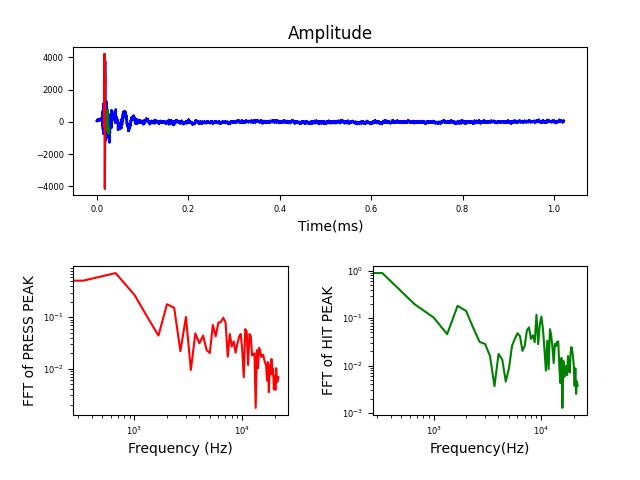 Amplitude
4000
2000
0
−2000
−4000
0.0 0.2 0.4 0.6 0.8 1.0
Time(ms)
FFT of PRESS PEAK
10⁻¹
10⁻²
10³ 10⁴
Frequency (Hz)
FFT of HIT PEAK
10⁰
10⁻¹
10⁻²
10⁻³
10³ 10⁴
Frequency(Hz)